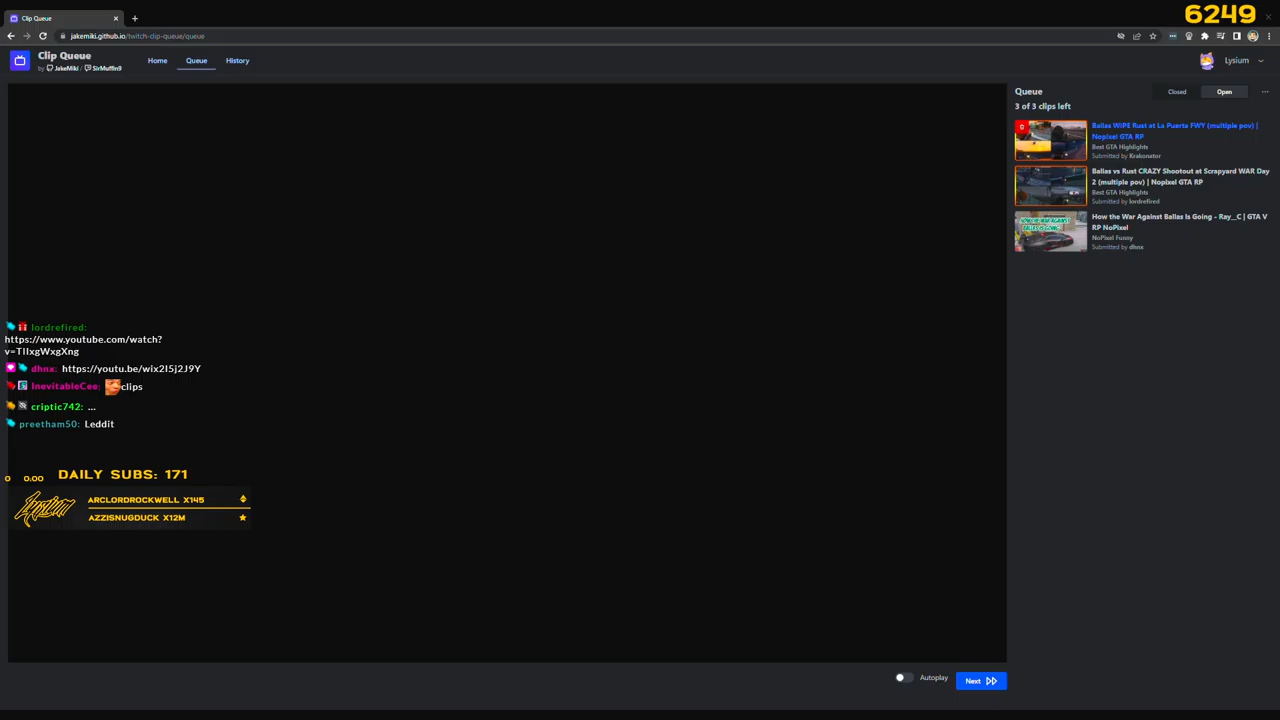 Clip Queue
6249
jakemiki.github.io/twitch-clip-queue/queue
Clip Queue
by JakeMiki / SirMuffin9
Home
Queue
History
Lysium
Queue
Closed
Open
3 of 3 clips left
Ballas WIPE Rust at La Puerta FWY (multiple pov) |
Nopixel GTA RP
Best GTA Highlights
Submitted by Krakonator
Ballas vs Rust CRAZY Shootout at Scrapyard WAR Day
2 (multiple pov) | Nopixel GTA RP
Best GTA Highlights
Submitted by lordrefired
How the War Against Ballas Is Going - Ray__C | GTA V
RP NoPixel
NoPixel Funny
Submitted by dhnx
lordrefired:
https://www.youtube.com/watch?
v=TIIxgWxgXng
dhnx: https://youtu.be/wix2I5j2J9Y
InevitableCee: clips
criptic742: ...
preetham50: Leddit
0 0:00 DAILY SUBS: 171
ARCLORDROCKWELL X145
AZZISNUGDUCK X12M
Autoplay
Next